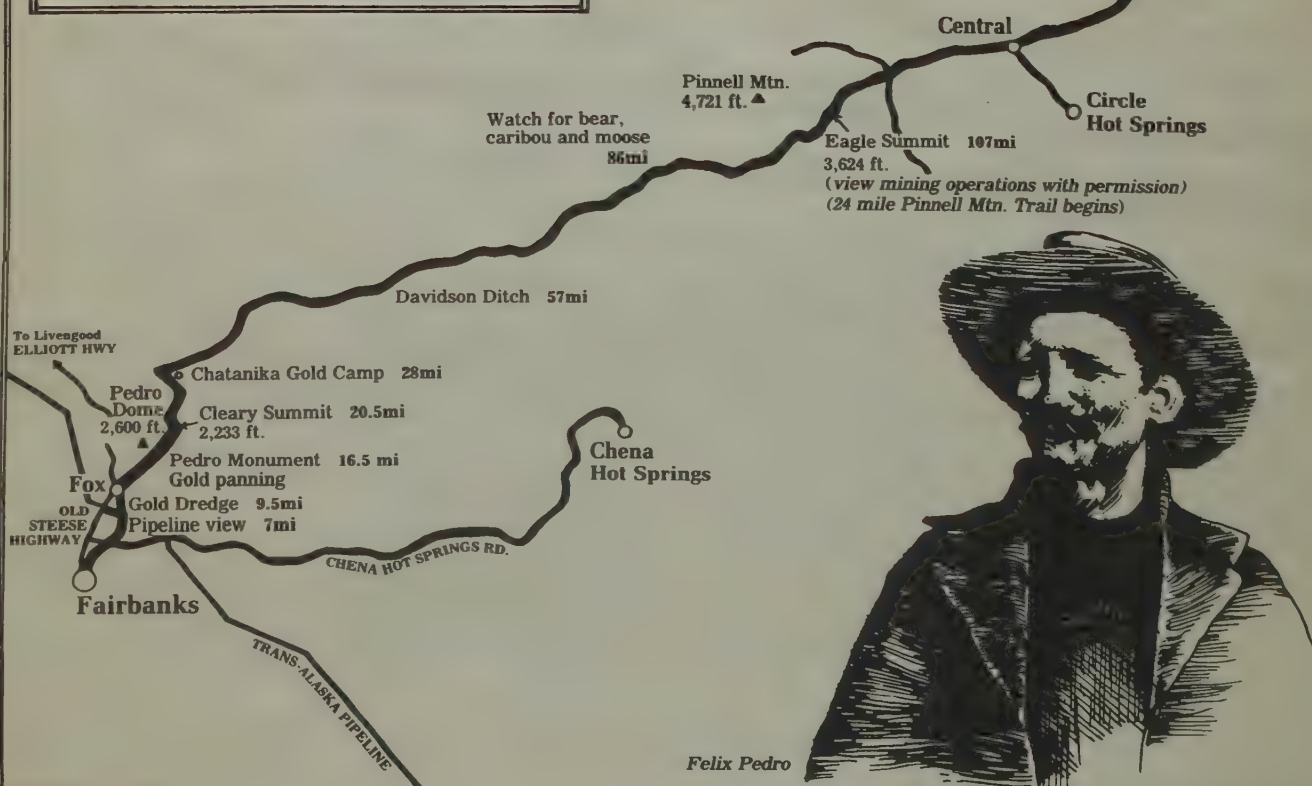 Central
Pinnell Mtn.
4,721 ft.
Circle
Hot Springs
Watch for bear,
caribou and moose
86mi
Eagle Summit 107mi
3,624 ft.
(view mining operations with permission)
(24 mile Pinnell Mtn. Trail begins)
Davidson Ditch 57mi
To Livengood
ELLIOTT HWY
Chatanika Gold Camp 28mi
Pedro
Dome
2,600 ft.
Cleary Summit 20.5mi
2,233 ft.
Pedro Monument 16.5 mi
Gold panning
Chena
Hot Springs
Fox
Gold Dredge 9.5mi
OLD
STEESE
HIGHWAY
Pipeline view 7mi
CHENA HOT SPRINGS RD.
Fairbanks
TRANS-ALASKA PIPELINE
Felix Pedro